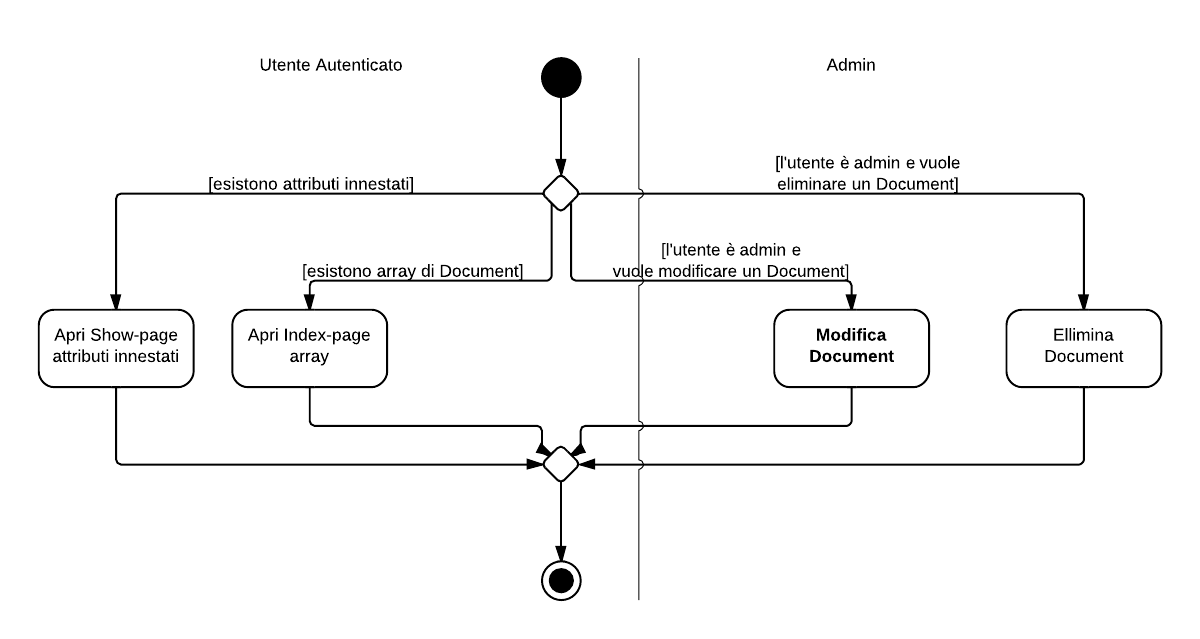 Utente Autenticato
Admin
[esistono attributi innestati]
[l'utente è admin e vuole
eliminare un Document]
[esistono array di Document]
[l'utente è admin e
vuole modificare un Document]
Apri Show-page
attributi innestati
Apri Index-page
array
Modifica
Document
Ellimina
Document